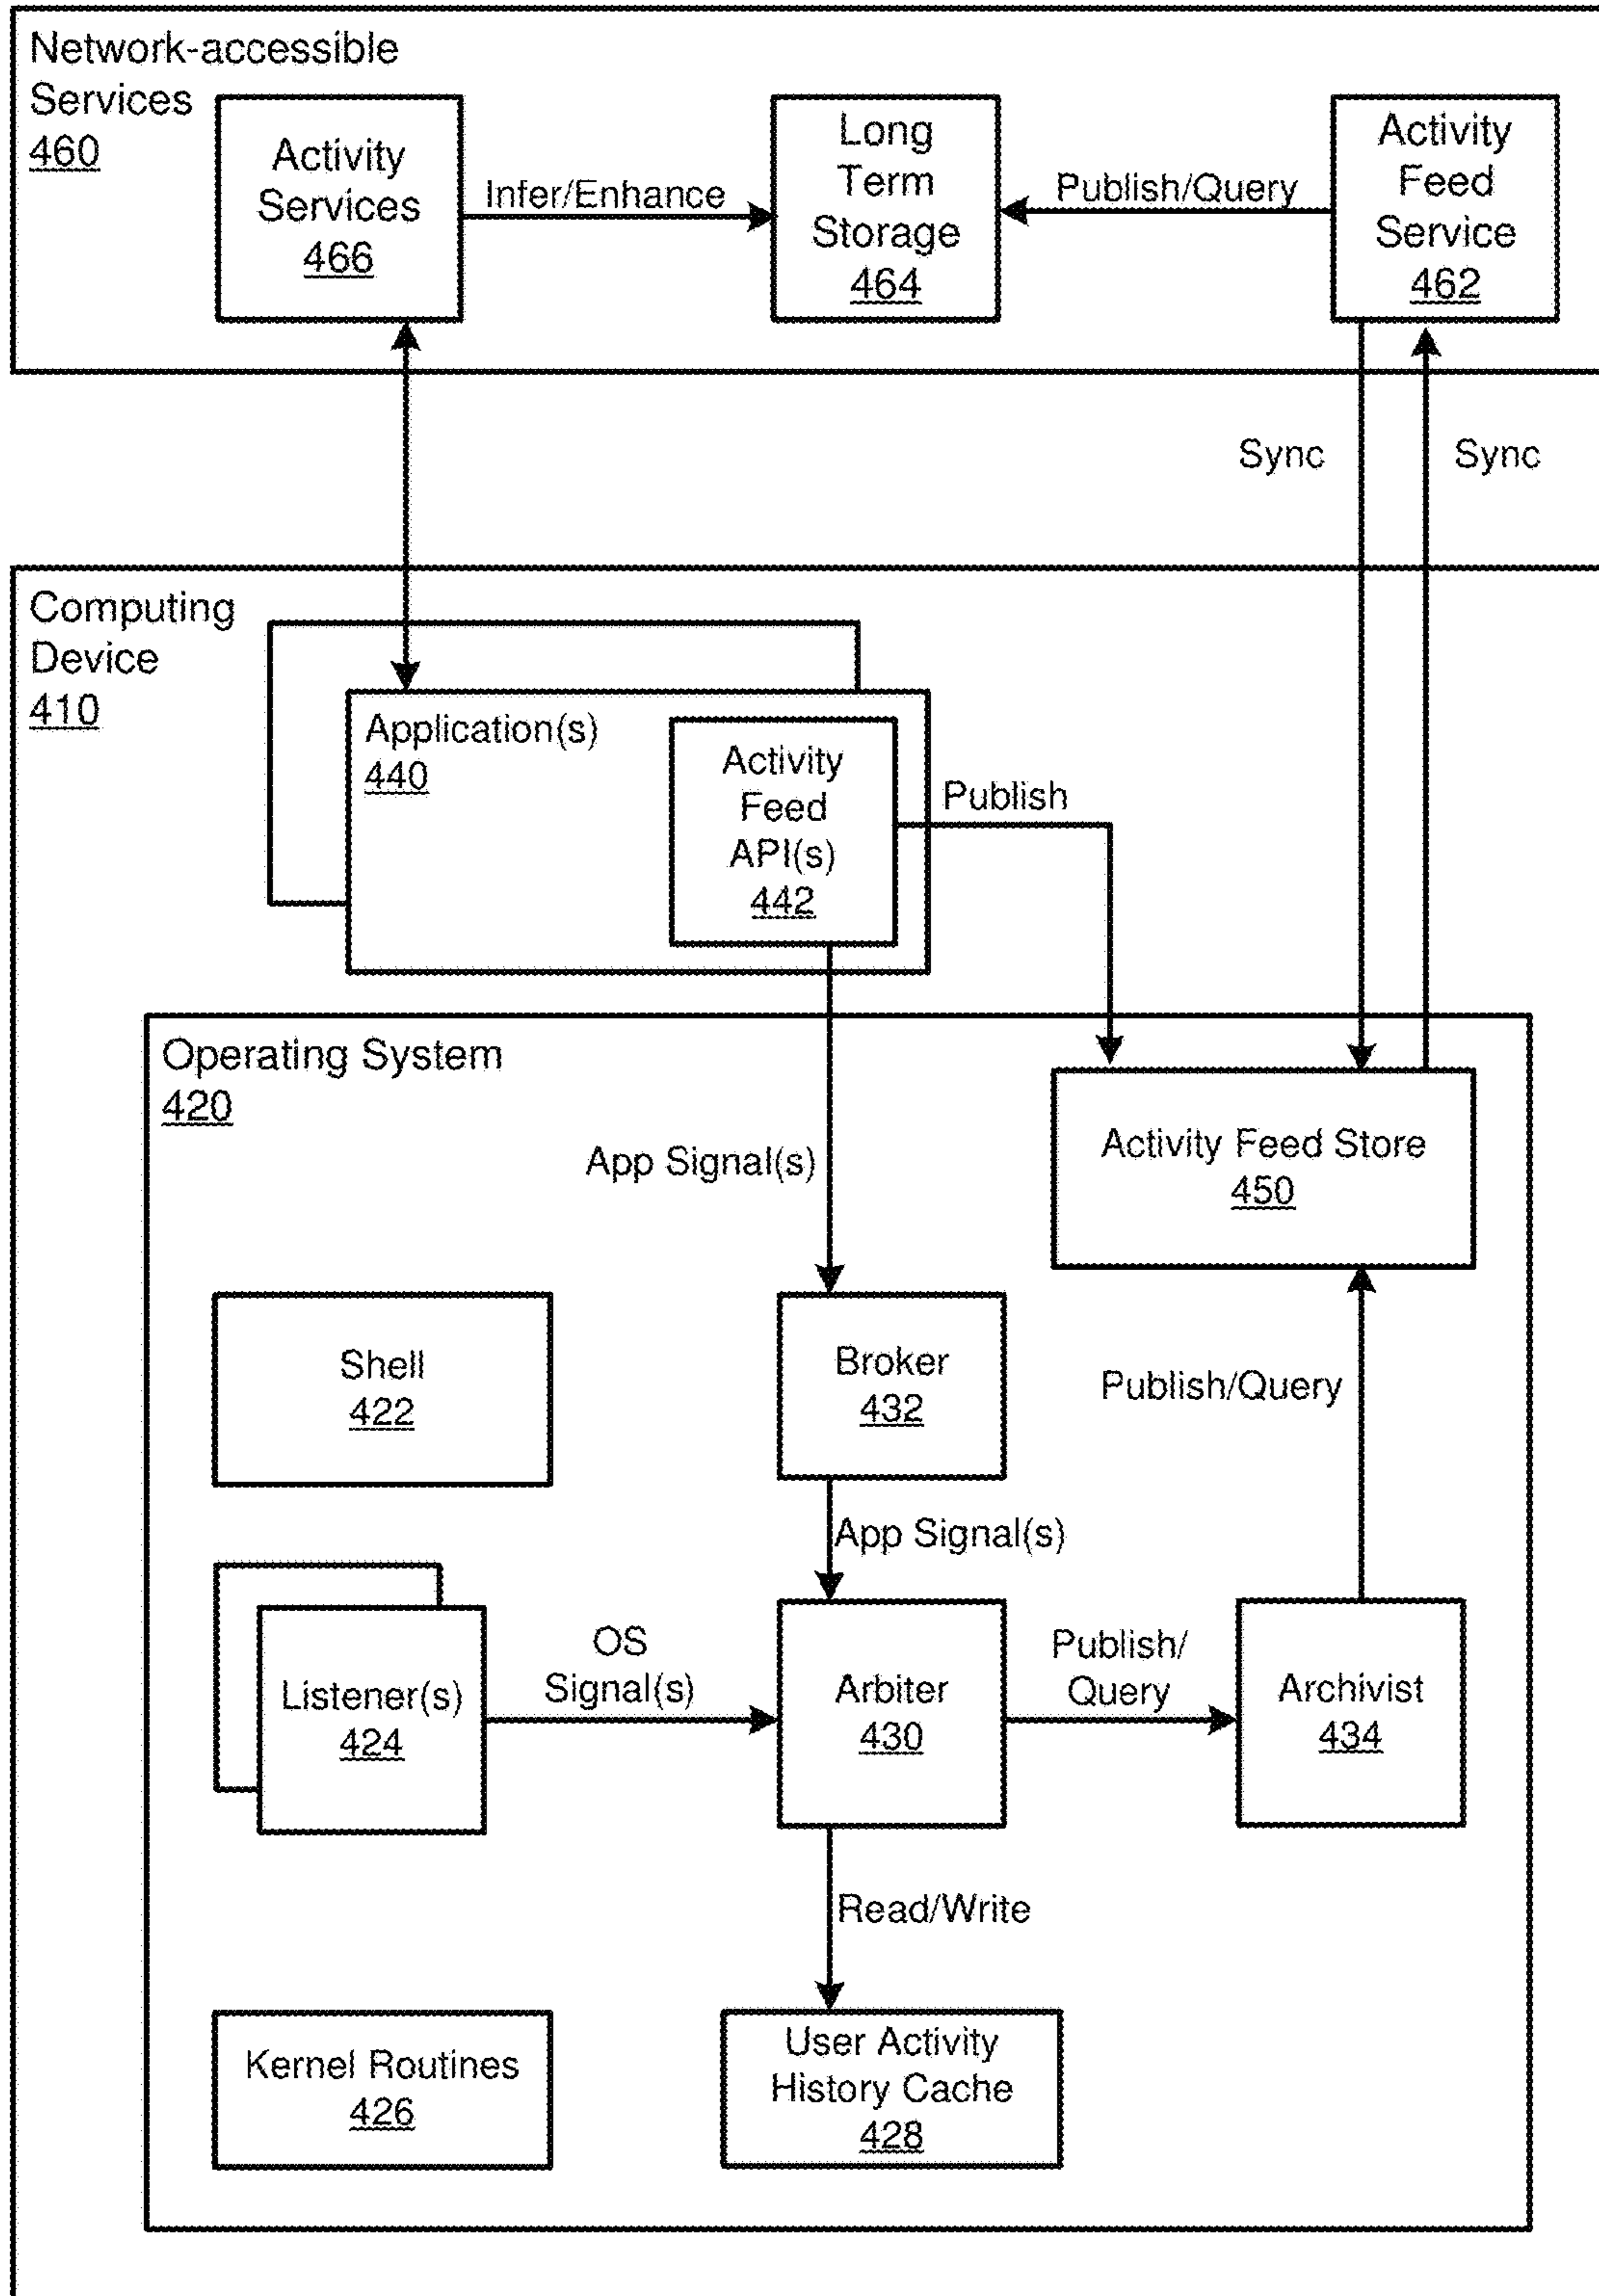 Network-accessible
Services
460
Activity
Services
466
Infer/Enhance
Long
Term
Storage
464
Publish/Query
Activity
Feed
Service
462
Sync
Sync
Computing
Device
410
Application(s)
440
Activity
Feed
API(s)
442
Publish
Operating System
420
App Signal(s)
Activity Feed Store
450
Shell
422
Broker
432
Publish/Query
App Signal(s)
Listener(s)
424
OS
Signal(s)
Arbiter
430
Publish/
Query
Archivist
434
Read/Write
Kernel Routines
426
User Activity
History Cache
428